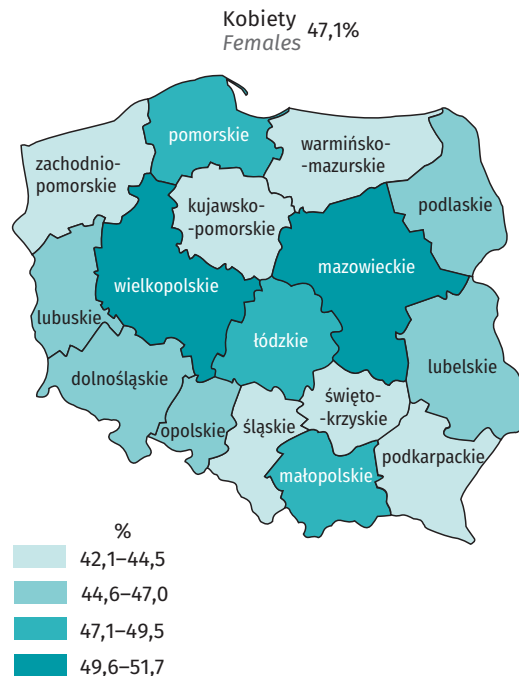 Kobiety
Females
47,1%
pomorskie
warmińsko-
-mazurskie
zachodnio-
pomorskie
kujawsko-
-pomorskie
podlaskie
mazowieckie
wielkopolskie
lubuskie
łódzkie
lubelskie
dolnośląskie
święto-
-krzyskie
opolskie
śląskie
podkarpackie
małopolskie
%
42,1–44,5
44,6–47,0
47,1–49,5
49,6–51,7